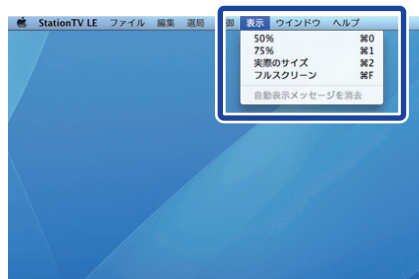 StationTV LE ファイル 編集 選局 御 表示 ウインドウ ヘルプ
50% ⌘0
75% ⌘1
実際のサイズ ⌘2
フルスクリーン ⌘F
自動表示メッセージを消去